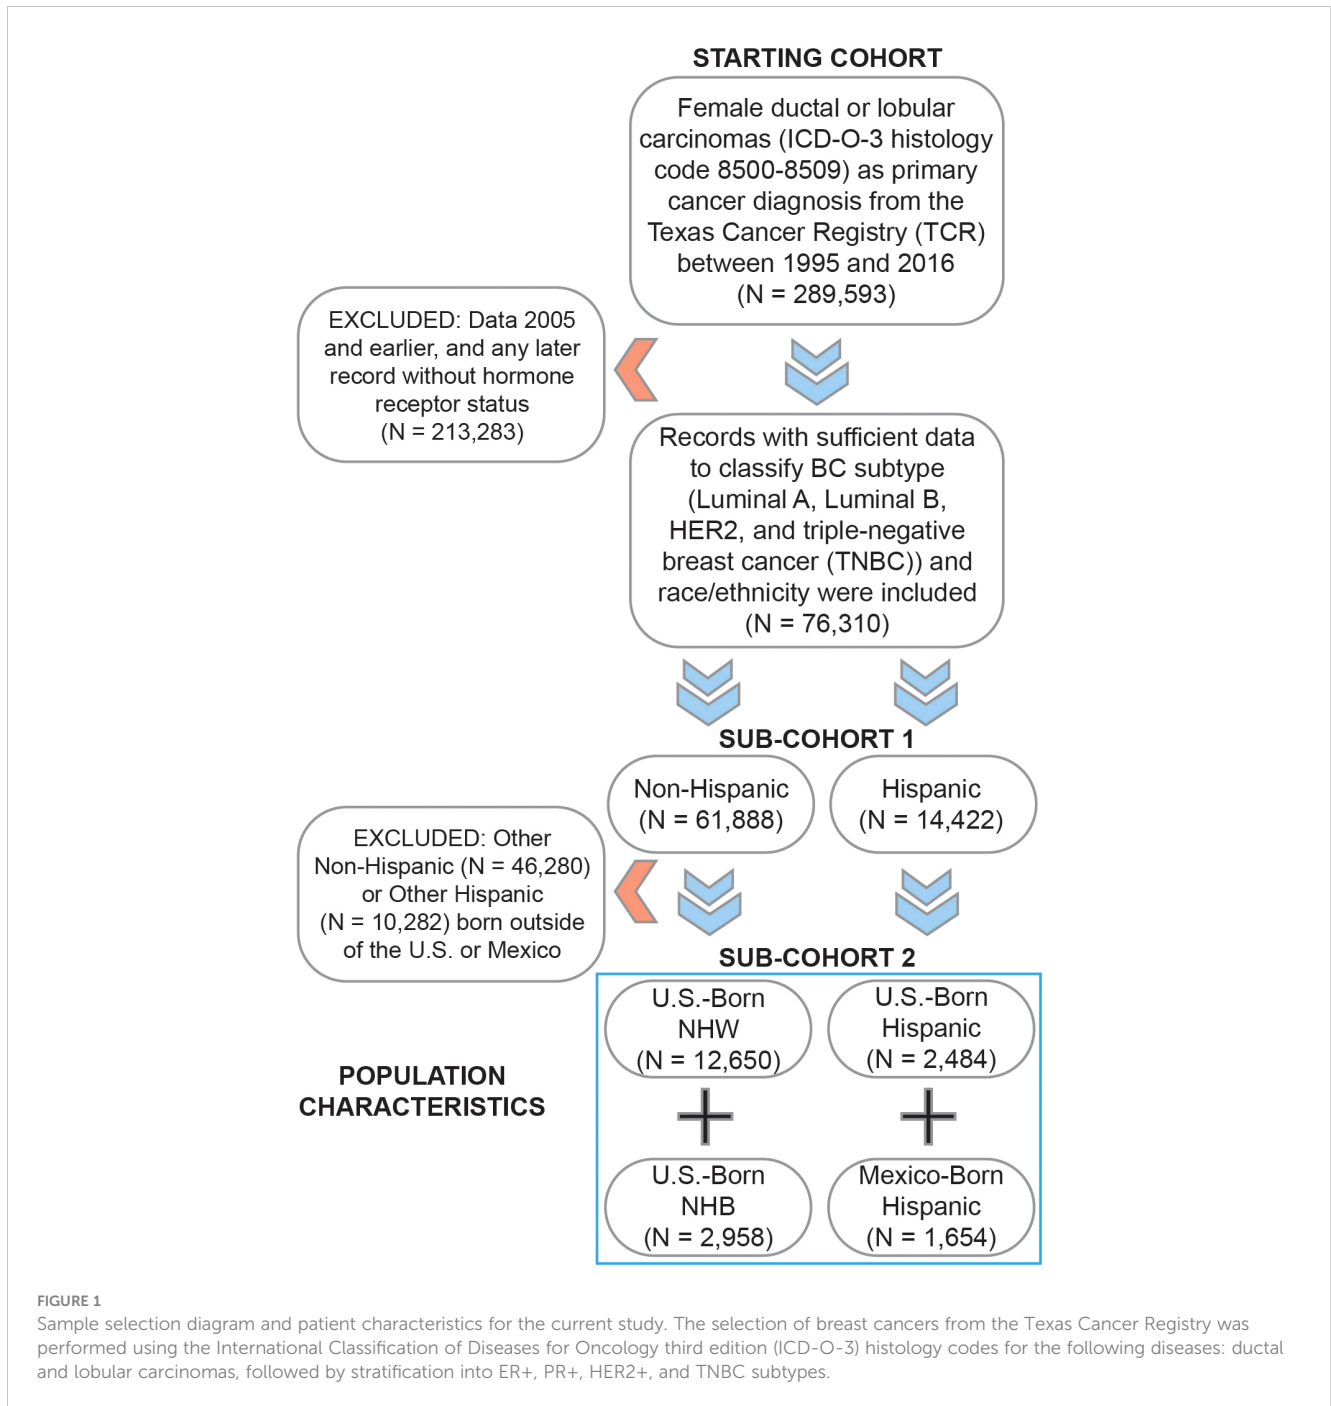 STARTING COHORT
Female ductal or lobular
carcinomas (ICD-O-3 histology
code 8500-8509) as primary
cancer diagnosis from the
Texas Cancer Registry (TCR)
between 1995 and 2016
(N = 289,593)
EXCLUDED: Data 2005
and earlier, and any later
record without hormone
receptor status
(N = 213,283)
Records with sufficient data
to classify BC subtype
(Luminal A, Luminal B,
HER2, and triple-negative
breast cancer (TNBC)) and
race/ethnicity were included
(N = 76,310)
SUB-COHORT 1
Non-Hispanic
(N = 61,888)
Hispanic
(N = 14,422)
EXCLUDED: Other
Non-Hispanic (N = 46,280)
or Other Hispanic
(N = 10,282) born outside
of the U.S. or Mexico
SUB-COHORT 2
U.S.-Born
NHW
(N = 12,650)
U.S.-Born
Hispanic
(N = 2,484)
POPULATION
CHARACTERISTICS
U.S.-Born
NHB
(N = 2,958)
Mexico-Born
Hispanic
(N = 1,654)
FIGURE 1
Sample selection diagram and patient characteristics for the current study. The selection of breast cancers from the Texas Cancer Registry was
performed using the International Classification of Diseases for Oncology third edition (ICD-O-3) histology codes for the following diseases: ductal
and lobular carcinomas, followed by stratification into ER+, PR+, HER2+, and TNBC subtypes.